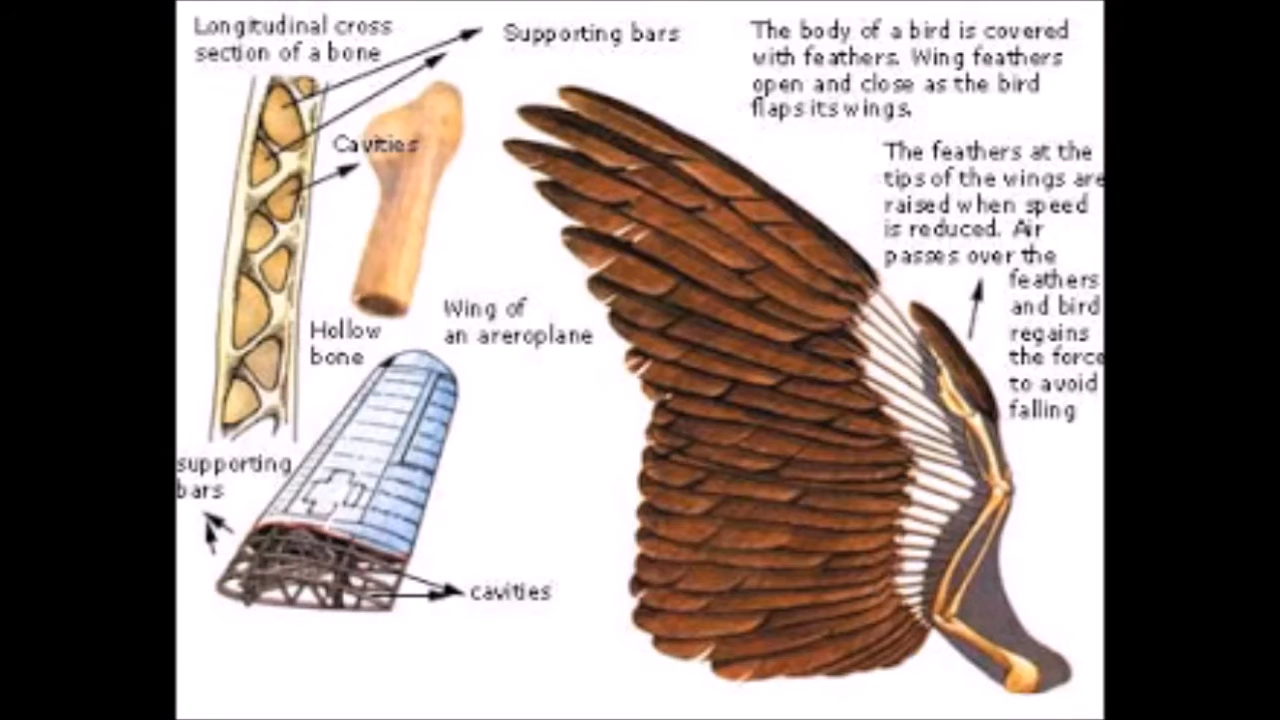 Longitudinal cross
section of a bone
Supporting bars
Cavities
Hollow
bone
Wing of
an areroplane
supporting
bars
cavities
The body of a bird is covered
with feathers. Wing feathers
open and close as the bird
flaps its wings.
The feathers at the
tips of the wings are
raised when speed
is reduced. Air
passes over the
feathers
and bird
regains
the force
to avoid
falling